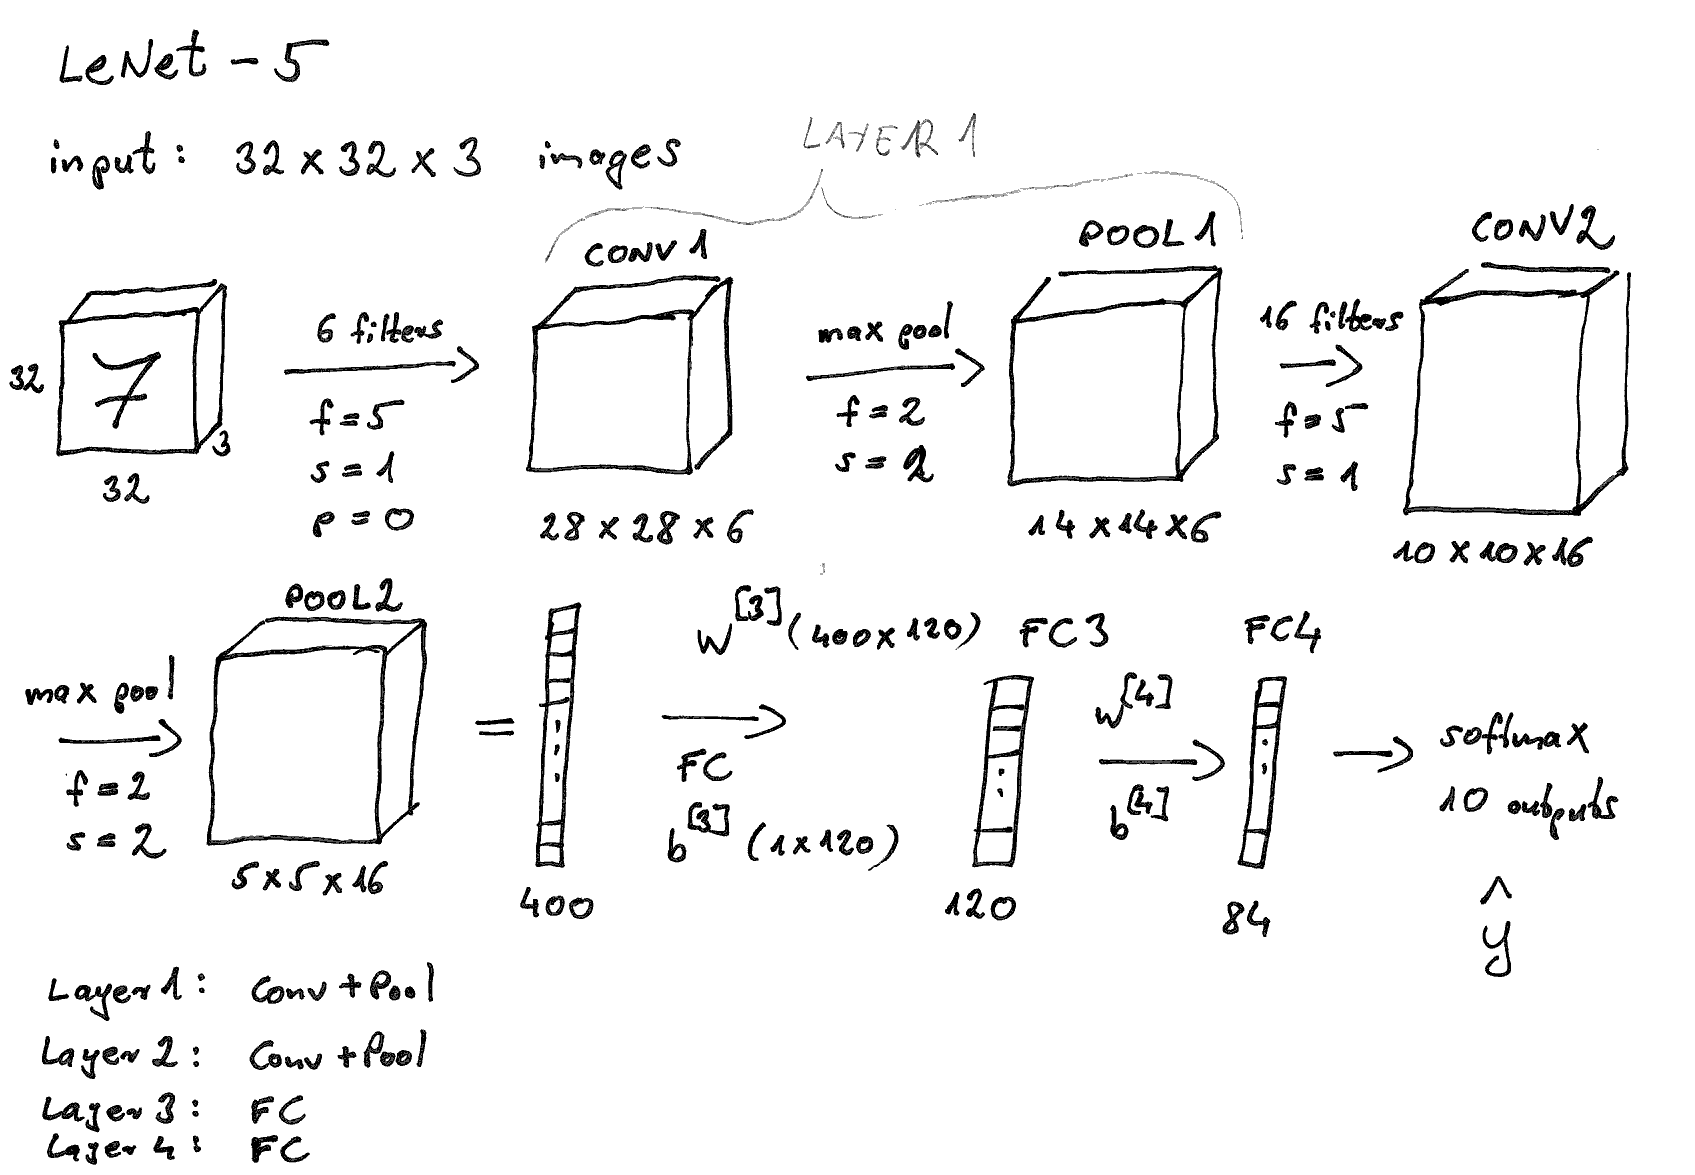 LeNet - 5
input: 32 x 32 x 3 images
LAYER 1
CONV 1
POOL 1
CONV2
7
32
3
32
6 filters
f = 5
s = 1
p = 0
28 x 28 x 6
max pool
f = 2
s = 2
14 x 14 x 6
16 filters
f = 5
s = 1
10 x 10 x 16
max pool
f = 2
s = 2
POOL2
5 x 5 x 16
=
400
W[3] (400 x 120)
FC
b[3] (1 x 120)
FC3
120
W[4]
b[4]
FC4
84
softmax
10 outputs
ŷ
Layer 1: Conv + Pool
Layer 2: Conv + Pool
Layer 3: FC
Layer 4: FC